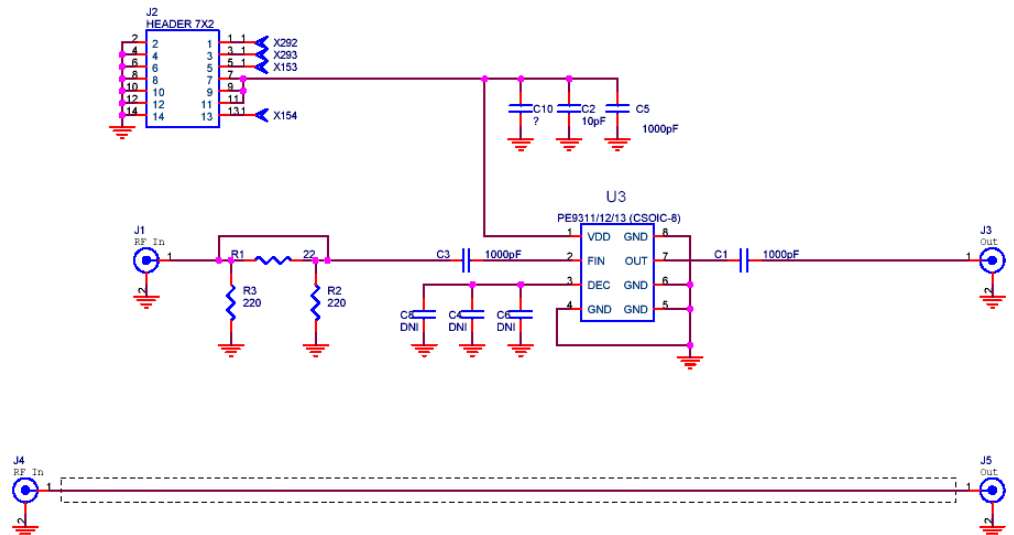 J2
HEADER 7X2
2 2 1 1 1 X292
4 4 3 3 1 X293
6 6 5 5 1 X153
8 8 7 7
10 10 9 9
12 12 11 11
14 14 13 13 1 X154
C10 C2 C5
? 10pF 1000pF
U3
PE9311/12/13 (CSOIC-8)
J1
RF In
1
2
R1 22
R3
220
R2
220
C3 1000pF
1 VDD GND 8
2 FIN OUT 7
3 DEC GND 6
4 GND GND 5
C8 C4 C6
DNI DNI DNI
C1 1000pF
J3
Out
1
2
J4
RF In
1
2
J5
Out
1
2